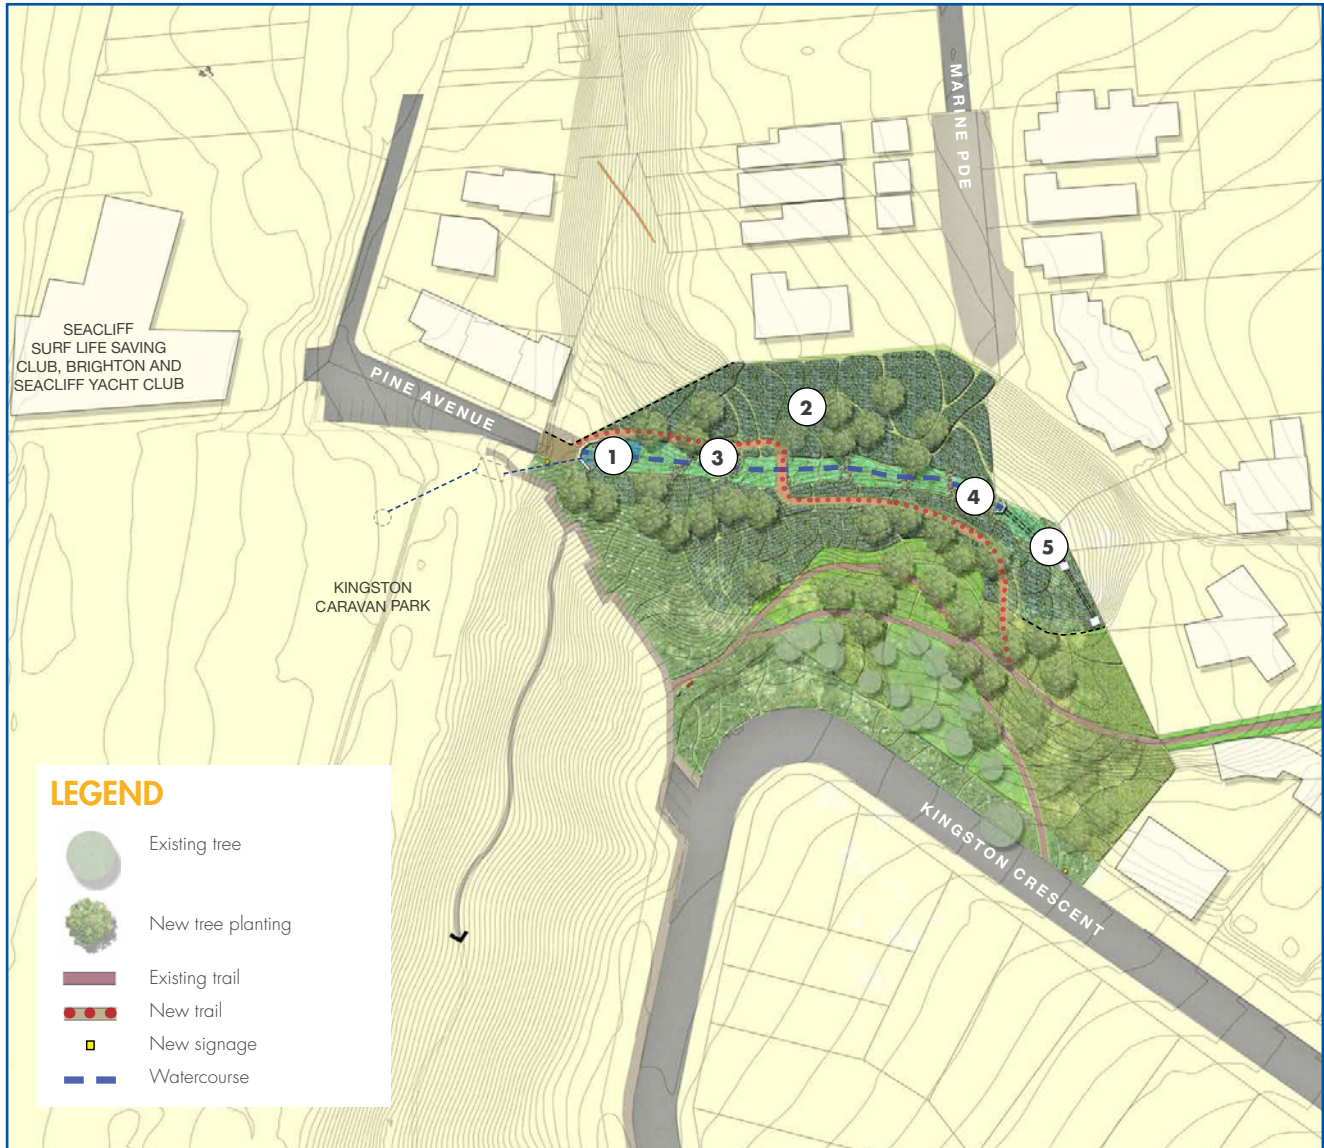 MARINE PDE
SEACLIFF
SURF LIFE SAVING
CLUB, BRIGHTON AND
SEACLIFF YACHT CLUB
PINE AVENUE
2
1
3
4
5
KINGSTON
CARAVAN PARK
KINGSTON CRESCENT
LEGEND
Existing tree
New tree planting
Existing trail
New trail
New signage
Watercourse